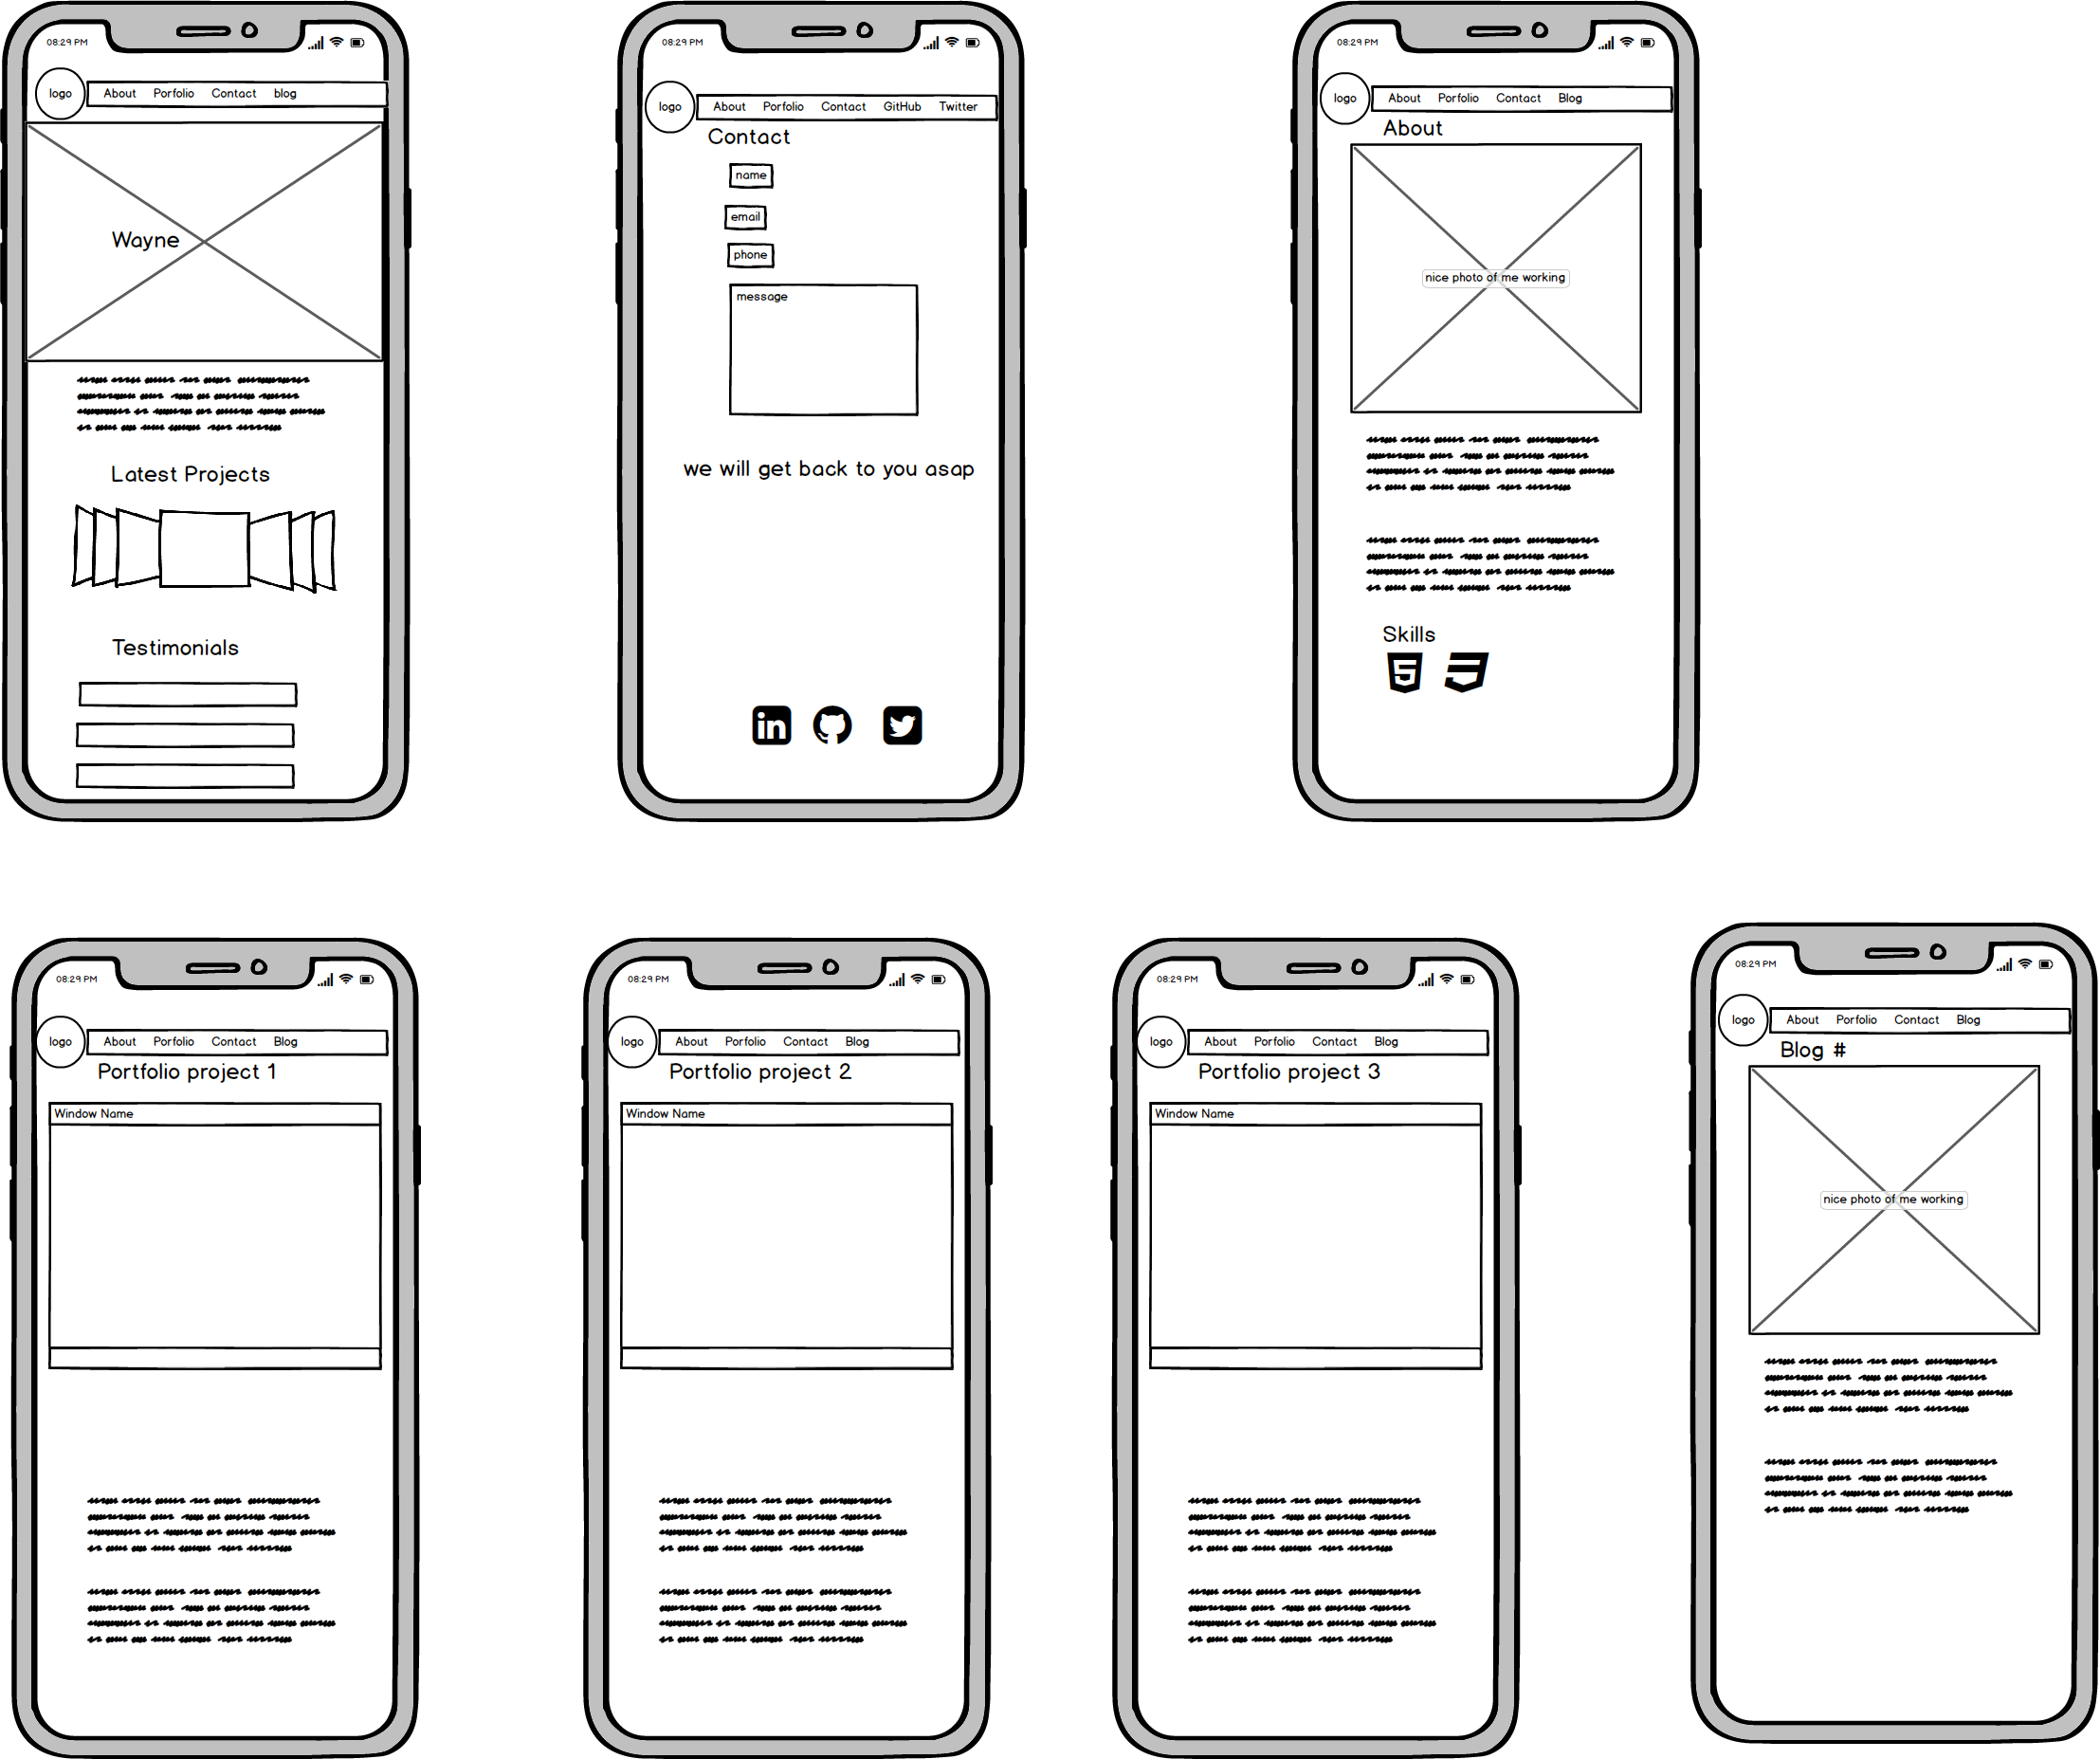 08:29 PM
logo About Porfolio Contact blog
Wayne
Latest Projects
Testimonials
08:29 PM
logo About Porfolio Contact GitHub Twitter
Contact
name
email
phone
message
we will get back to you asap
in
08:29 PM
logo About Porfolio Contact Blog
About
nice photo of me working
Skills
08:29 PM
logo About Porfolio Contact Blog
Portfolio project 1
Window Name
08:29 PM
logo About Porfolio Contact Blog
Portfolio project 2
Window Name
08:29 PM
logo About Porfolio Contact Blog
Portfolio project 3
Window Name
08:29 PM
logo About Porfolio Contact Blog
Blog #
nice photo of me working